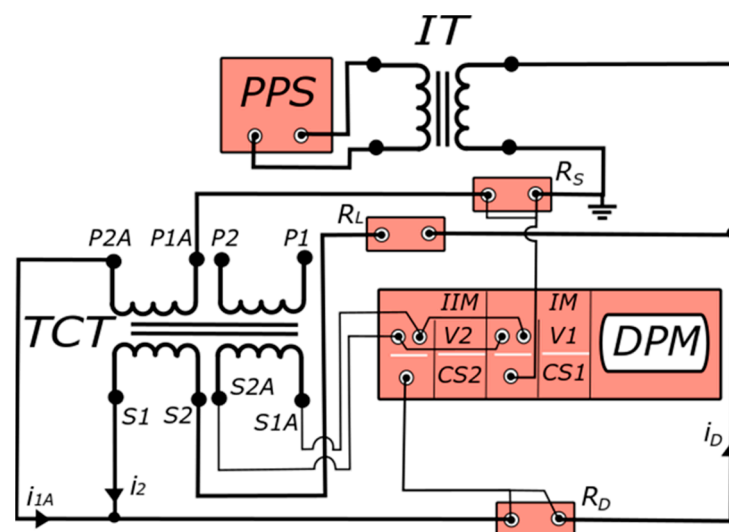 IT
PPS
R_S
R_L
P2A P1A P2 P1
IIM IM
TCT V2 V1 DPM
CS2 CS1
S2A
S1 S2 S1A
i_D
i_2
i_1A R_D